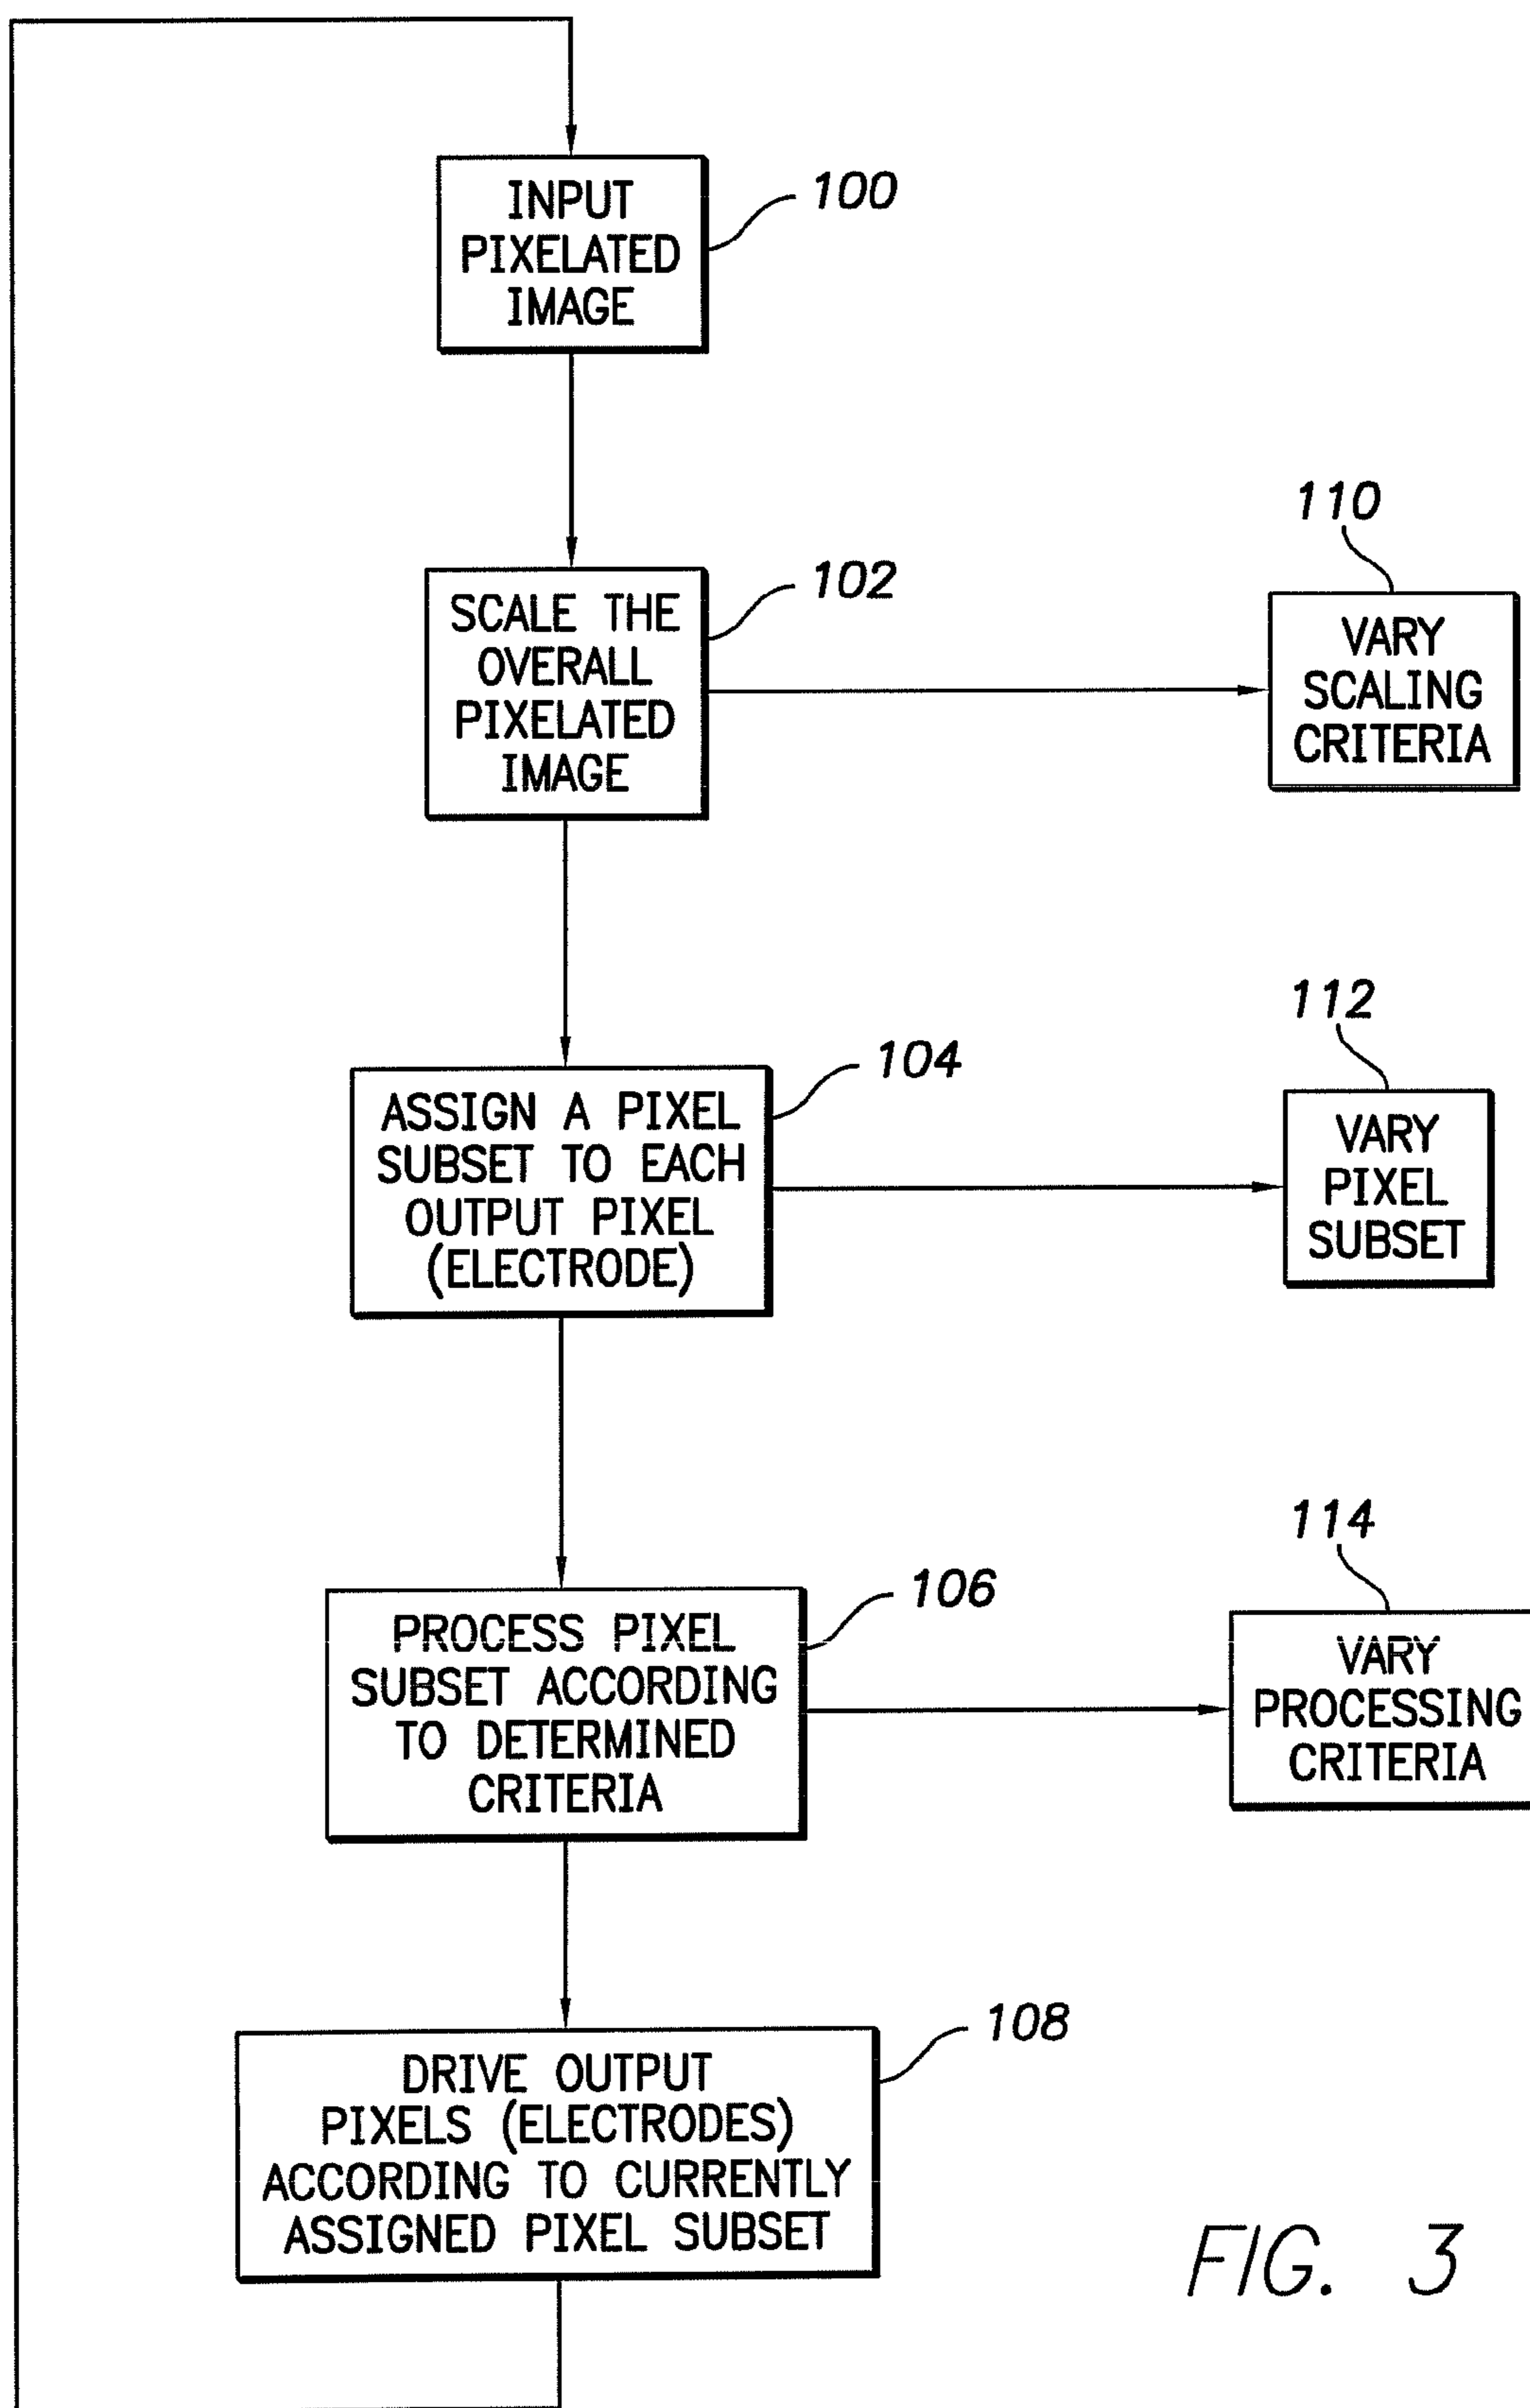 100
INPUT
PIXELATED
IMAGE
102
SCALE THE
OVERALL
PIXELATED
IMAGE
110
VARY
SCALING
CRITERIA
104
ASSIGN A PIXEL
SUBSET TO EACH
OUTPUT PIXEL
(ELECTRODE)
112
VARY
PIXEL
SUBSET
106
PROCESS PIXEL
SUBSET ACCORDING
TO DETERMINED
CRITERIA
114
VARY
PROCESSING
CRITERIA
108
DRIVE OUTPUT
PIXELS (ELECTRODES)
ACCORDING TO CURRENTLY
ASSIGNED PIXEL SUBSET
FIG. 3